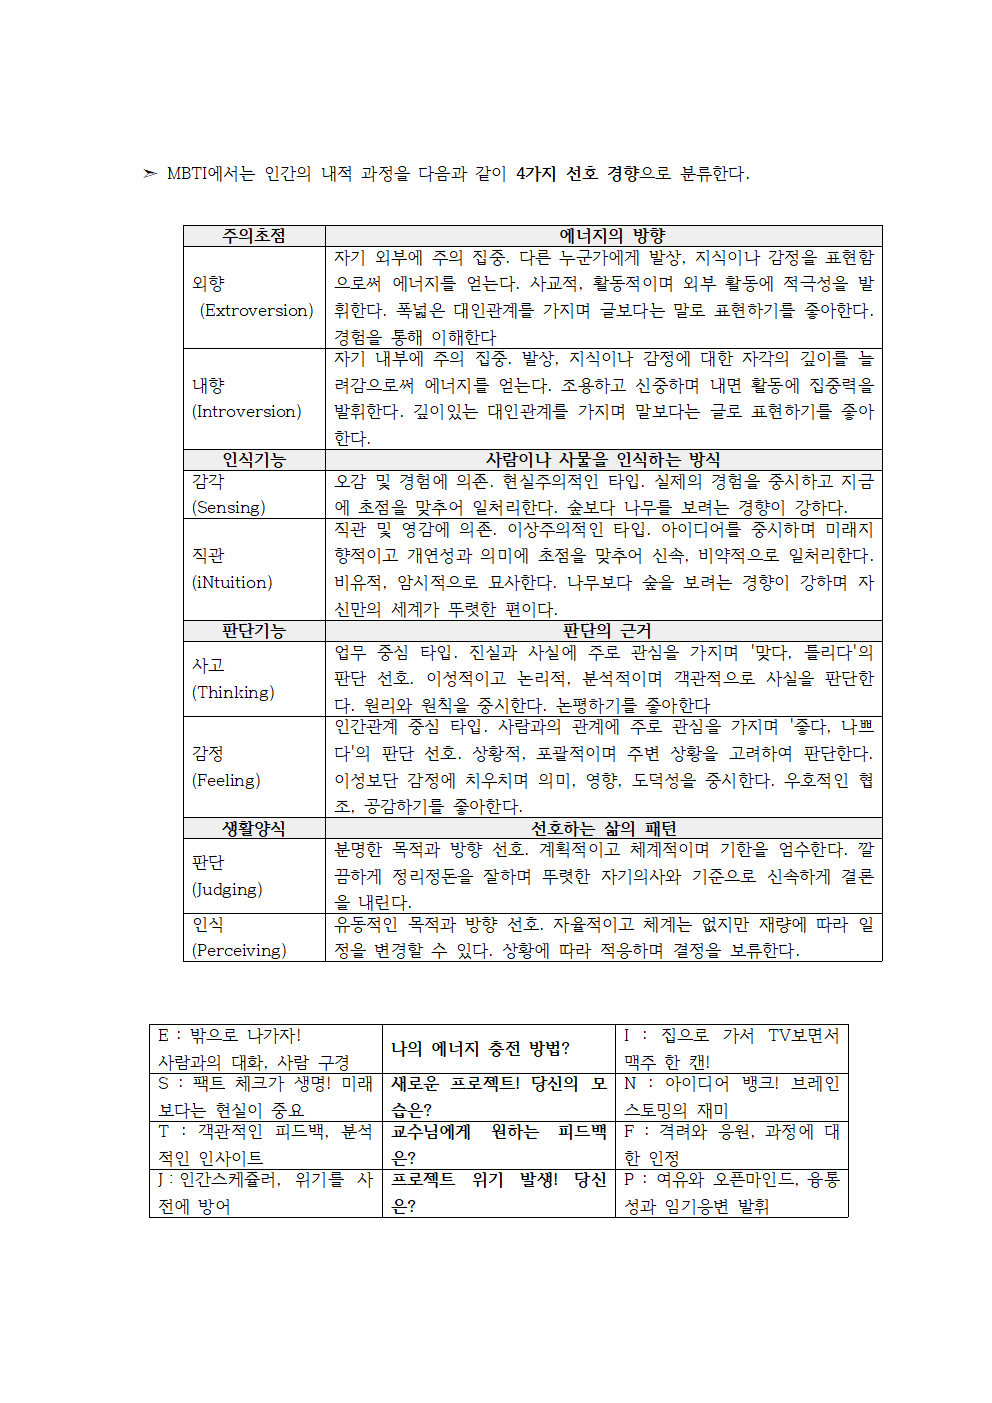 ➣ MBTI에서는 인간의 내적 과정을 다음과 같이 4가지 선호 경향으로 분류한다.
주의초점
에너지의 방향
외향
(Extroversion)
자기 외부에 주의 집중. 다른 누군가에게 발상, 지식이나 감정을 표현함
으로써 에너지를 얻는다. 사교적, 활동적이며 외부 활동에 적극성을 발
휘한다. 폭넓은 대인관계를 가지며 글보다는 말로 표현하기를 좋아한다.
경험을 통해 이해한다
내향
(Introversion)
자기 내부에 주의 집중. 발상, 지식이나 감정에 대한 자각의 깊이를 늘
려감으로써 에너지를 얻는다. 조용하고 신중하며 내면 활동에 집중력을
발휘한다. 깊이있는 대인관계를 가지며 말보다는 글로 표현하기를 좋아
한다.
인식기능
사람이나 사물을 인식하는 방식
감각
(Sensing)
오감 및 경험에 의존. 현실주의적인 타입. 실제의 경험을 중시하고 지금
에 초점을 맞추어 일처리한다. 숲보다 나무를 보려는 경향이 강하다.
직관
(iNtuition)
직관 및 영감에 의존. 이상주의적인 타입. 아이디어를 중시하며 미래지
향적이고 개연성과 의미에 초점을 맞추어 신속, 비약적으로 일처리한다.
비유적, 암시적으로 묘사한다. 나무보다 숲을 보려는 경향이 강하며 자
신만의 세계가 뚜렷한 편이다.
판단기능
판단의 근거
사고
(Thinking)
업무 중심 타입. 진실과 사실에 주로 관심을 가지며 '맞다, 틀리다'의
판단 선호. 이성적이고 논리적, 분석적이며 객관적으로 사실을 판단한
다. 원리와 원칙을 중시한다. 논평하기를 좋아한다
감정
(Feeling)
인간관계 중심 타입. 사람과의 관계에 주로 관심을 가지며 '좋다, 나쁘
다'의 판단 선호. 상황적, 포괄적이며 주변 상황을 고려하여 판단한다.
이성보단 감정에 치우치며 의미, 영향, 도덕성을 중시한다. 우호적인 협
조, 공감하기를 좋아한다.
생활양식
선호하는 삶의 패턴
판단
(Judging)
분명한 목적과 방향 선호. 계획적이고 체계적이며 기한을 엄수한다. 깔
끔하게 정리정돈을 잘하며 뚜렷한 자기의사와 기준으로 신속하게 결론
을 내린다.
인식
(Perceiving)
유동적인 목적과 방향 선호. 자율적이고 체계는 없지만 재량에 따라 일
정을 변경할 수 있다. 상황에 따라 적응하며 결정을 보류한다.
E : 밖으로 나가자!
사람과의 대화, 사람 구경
나의 에너지 충전 방법?
I : 집으로 가서 TV보면서
맥주 한 캔!
S : 팩트 체크가 생명! 미래
보다는 현실이 중요
새로운 프로젝트! 당신의 모
습은?
N : 아이디어 뱅크! 브레인
스토밍의 재미
T : 객관적인 피드백, 분석
적인 인사이트
교수님에게 원하는 피드백
은?
F : 격려와 응원, 과정에 대
한 인정
J : 인간스케쥴러, 위기를 사
전에 방어
프로젝트 위기 발생! 당신
은?
P : 여유와 오픈마인드, 융통
성과 임기응변 발휘